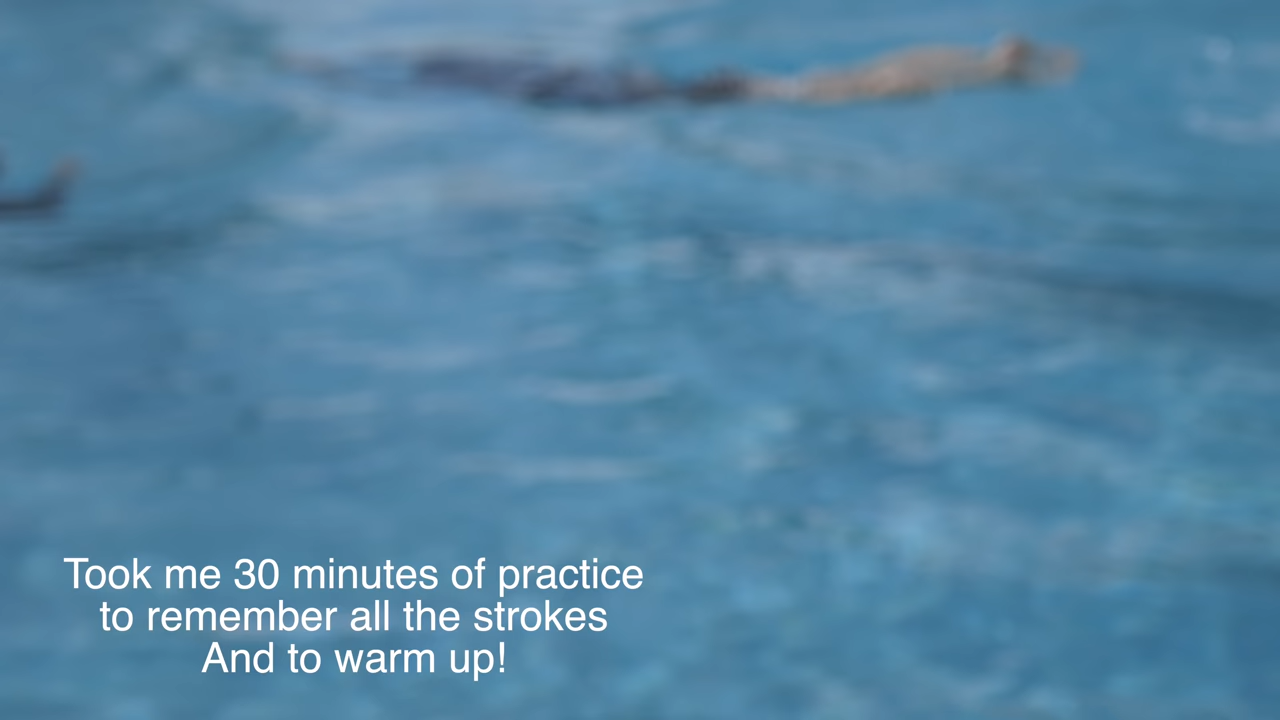 Took me 30 minutes of practice
to remember all the strokes
And to warm up!